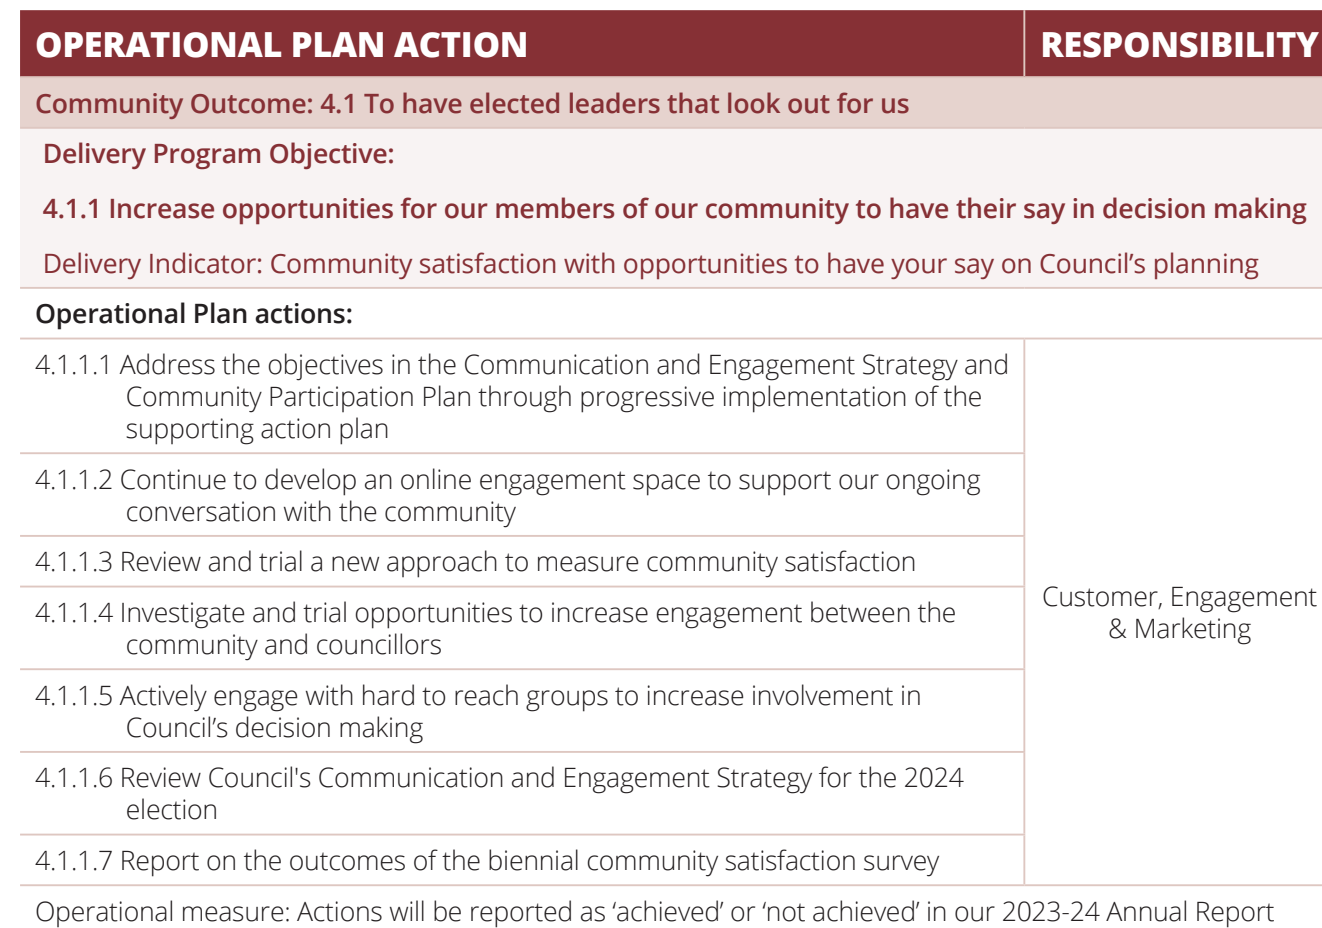 OPERATIONAL PLAN ACTION
RESPONSIBILITY
Community Outcome: 4.1 To have elected leaders that look out for us
Delivery Program Objective:
4.1.1 Increase opportunities for our members of our community to have their say in decision making
Delivery Indicator: Community satisfaction with opportunities to have your say on Council’s planning
Operational Plan actions:
4.1.1.1 Address the objectives in the Communication and Engagement Strategy and
Community Participation Plan through progressive implementation of the
supporting action plan
4.1.1.2 Continue to develop an online engagement space to support our ongoing
conversation with the community
4.1.1.3 Review and trial a new approach to measure community satisfaction
4.1.1.4 Investigate and trial opportunities to increase engagement between the
community and councillors
4.1.1.5 Actively engage with hard to reach groups to increase involvement in
Council’s decision making
4.1.1.6 Review Council's Communication and Engagement Strategy for the 2024
election
4.1.1.7 Report on the outcomes of the biennial community satisfaction survey
Customer, Engagement
& Marketing
Operational measure: Actions will be reported as ‘achieved’ or ‘not achieved’ in our 2023-24 Annual Report